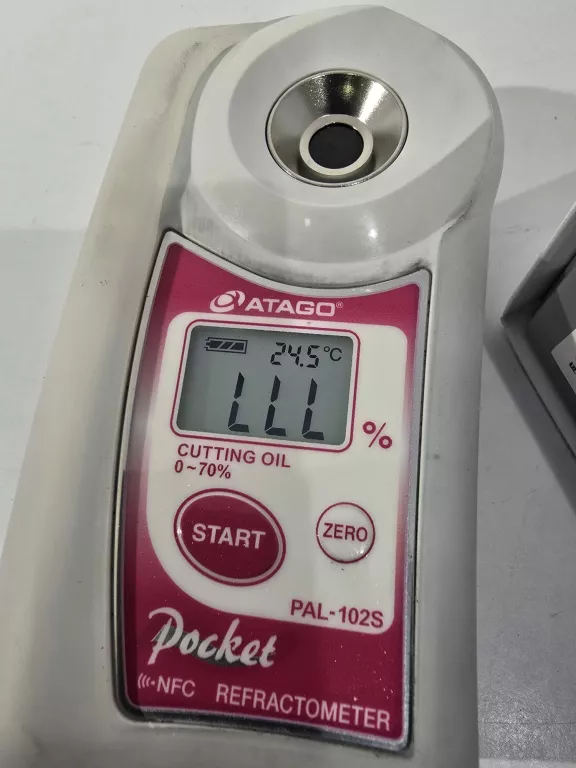 ATAGO®
24.5°C
LLL
%
CUTTING OIL
0~70%
START
ZERO
PAL-102S
Pocket
NFC REFRACTOMETER